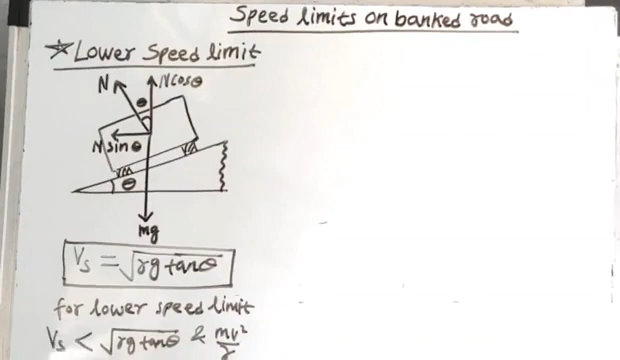 Speed limits on banked road
☆Lower Speed limit
N
Ncosθ
θ
Nsinθ
θ
mg
Vs = √rg tanθ
for lower speed limit
Vs < √rg tanθ & mv²/r